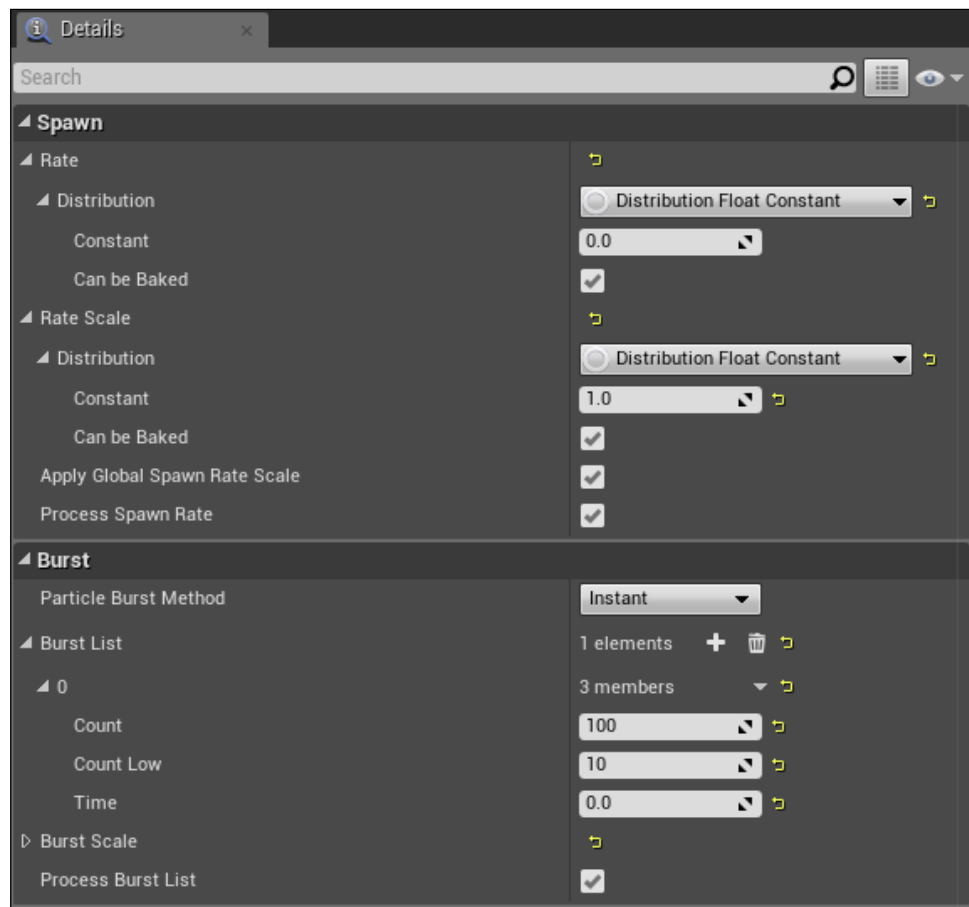 Details
Search
Spawn
Rate
Distribution Distribution Float Constant
Constant 0.0
Can be Baked
Rate Scale
Distribution Distribution Float Constant
Constant 1.0
Can be Baked
Apply Global Spawn Rate Scale
Process Spawn Rate
Burst
Particle Burst Method Instant
Burst List 1 elements
0 3 members
Count 100
Count Low 10
Time 0.0
Burst Scale
Process Burst List